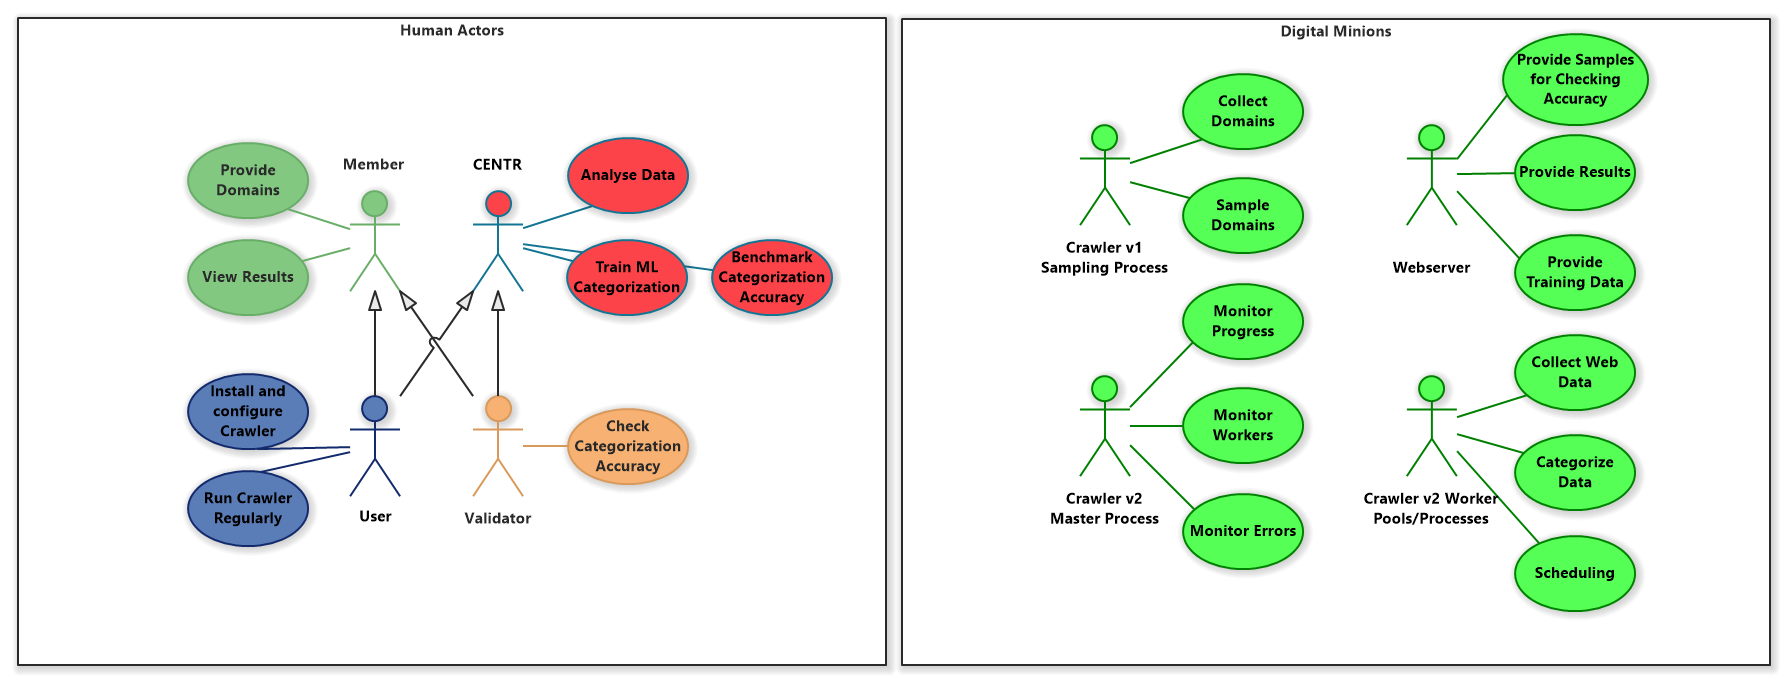 Human Actors
Member
CENTR
Provide
Domains
View Results
Analyse Data
Train ML
Categorization
Benchmark
Categorization
Accuracy
Install and
configure
Crawler
Run Crawler
Regularly
User
Validator
Check
Categorization
Accuracy
Digital Minions
Collect
Domains
Sample
Domains
Crawler v1
Sampling Process
Provide Samples
for Checking
Accuracy
Provide Results
Provide
Training Data
Webserver
Monitor
Progress
Monitor
Workers
Monitor Errors
Crawler v2
Master Process
Collect Web
Data
Categorize
Data
Scheduling
Crawler v2 Worker
Pools/Processes